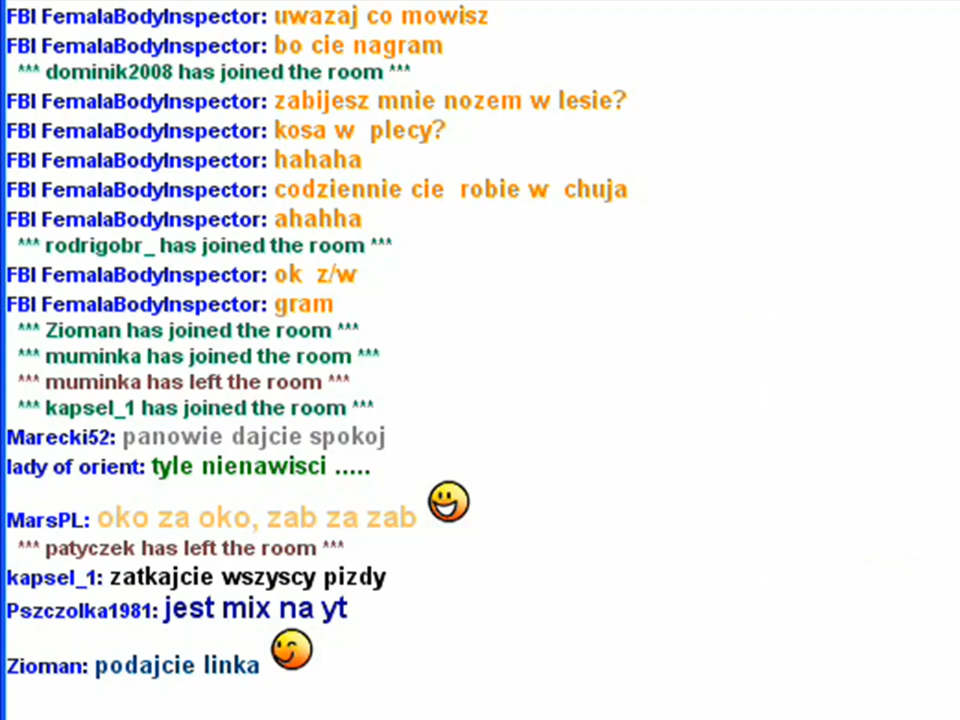 FBI FemalaBodyInspector: uwazaj co mowisz
FBI FemalaBodyInspector: bo cie nagram
*** dominik2008 has joined the room ***
FBI FemalaBodyInspector: zabijesz mnie nozem w lesie?
FBI FemalaBodyInspector: kosa w plecy?
FBI FemalaBodyInspector: hahaha
FBI FemalaBodyInspector: codziennie cie robie w chuja
FBI FemalaBodyInspector: ahahha
*** rodrigobr_ has joined the room ***
FBI FemalaBodyInspector: ok z/w
FBI FemalaBodyInspector: gram
*** Zioman has joined the room ***
*** muminka has joined the room ***
*** muminka has left the room ***
*** kapsel_1 has joined the room ***
Marecki52: panowie dajcie spokoj
lady of orient: tyle nienawisci .....
MarsPL: oko za oko, zab za zab
*** patyczek has left the room ***
kapsel_1: zatkajcie wszyscy pizdy
Pszczolka1981: jest mix na yt
Zioman: podajcie linka